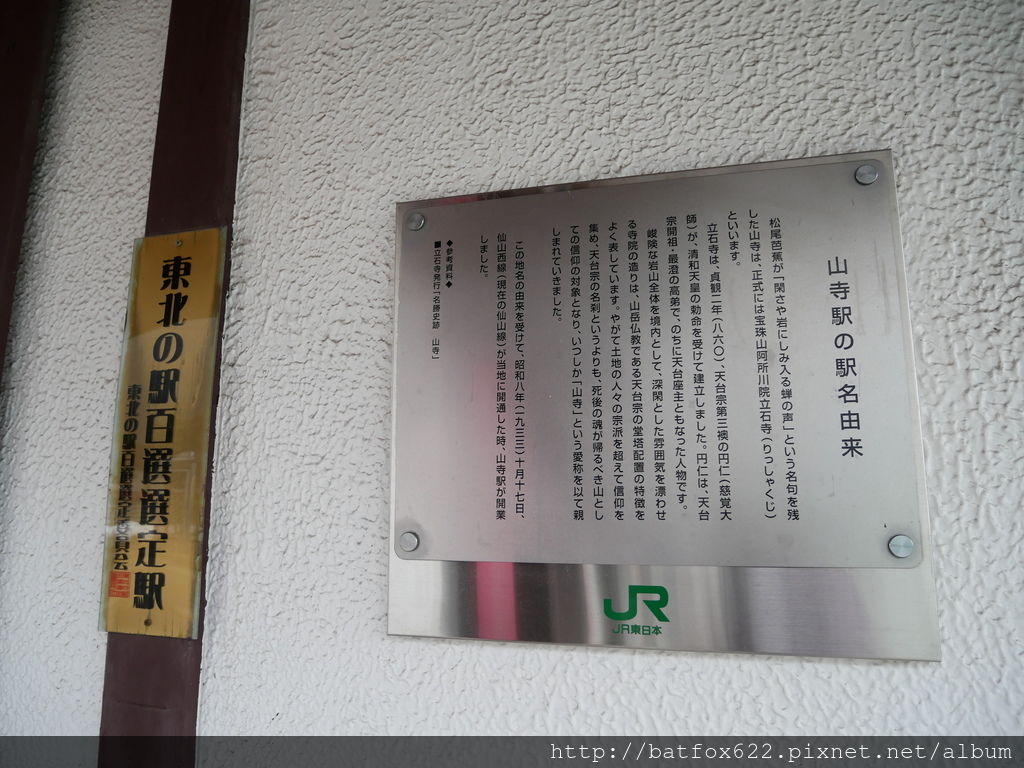 山寺駅の駅名由来
松尾芭蕉が「閑さや岩にしみ入る蝉の声」という名句を残
した山寺は、正式には宝珠山阿所川院立石寺（りっしゃくじ）
といいます。
立石寺は、貞観二年（八六〇）、天台宗第三禩の円仁（慈覚大
師）が、清和天皇の勅命を受けて建立しました。円仁は、天台
宗開祖・最澄の高弟で、のちに天台座主ともなった人物です。
峻険な岩山全体を境内として、深閑とした雰囲気を漂わせ
る寺院の造りは、山岳仏教である天台宗の堂塔配置の特徴を
よく表しています。やがて土地の人々の宗派を超えて信仰を
集め、天台宗の名刹というよりも、死後の魂が帰るべき山とし
ての信仰の対象となり、いつしか「山寺」という愛称を以て親
しまれていきました。
この地名の由来を受けて、昭和八年（一九三三）十月十七日、
仙山西線（現在の仙山線）が当地に開通した時、山寺駅が開業
しました。
◆参考資料◆
■立石寺発行「名勝史跡 山寺」
JR
JR東日本
東北の駅百選選定駅
東北の駅百選選定委員会
http://batfox622.pixnet.net/album